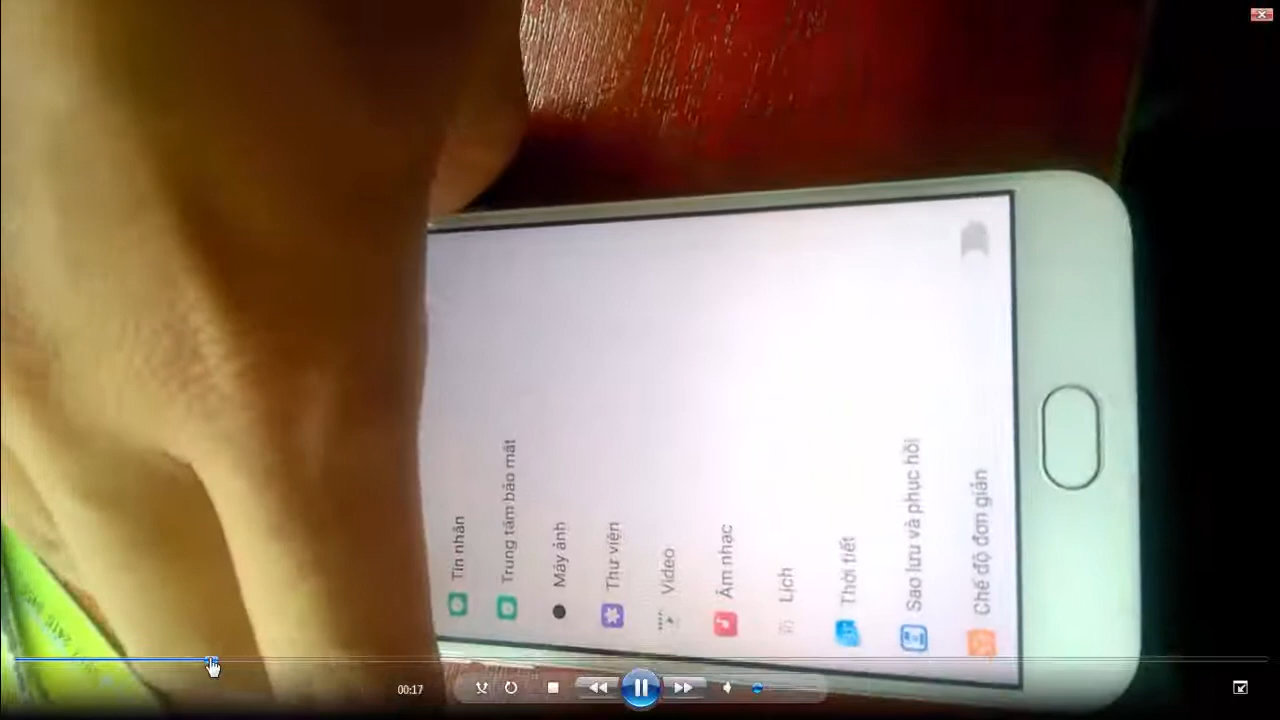 Tin nhắn
Trung tâm bảo mật
Máy ảnh
Thư viện
Video
Âm nhạc
Lịch
Thời tiết
Sao lưu và phục hồi
Chế độ đơn giản
00:17